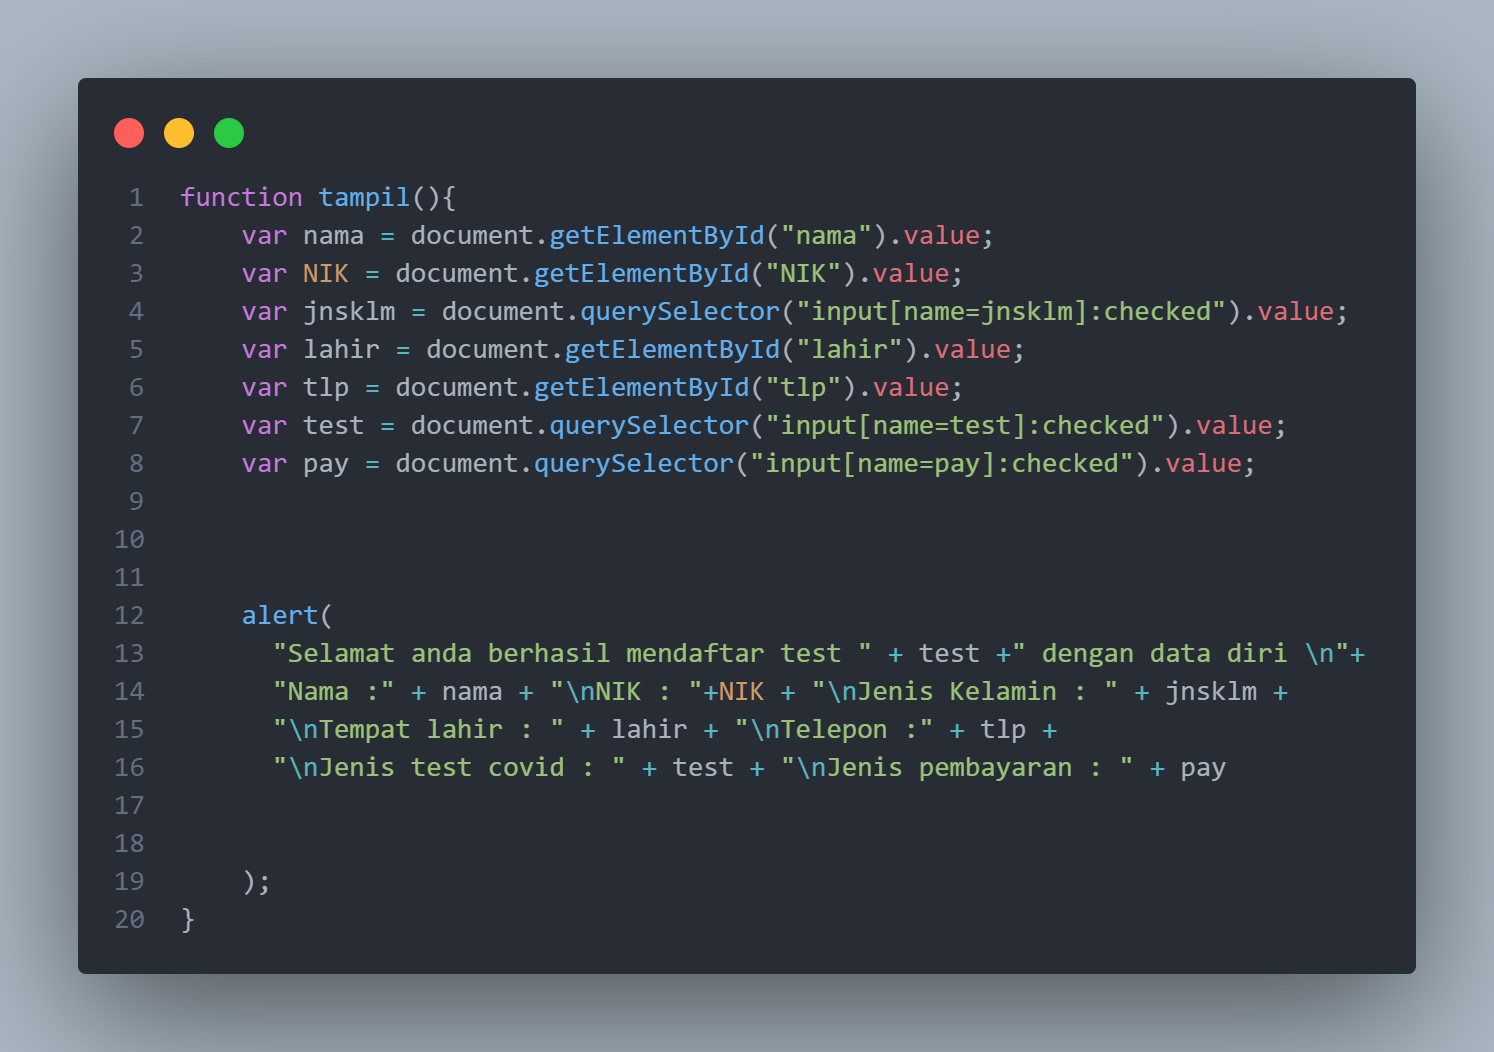 1 function tampil(){
2     var nama = document.getElementById("nama").value;
3     var NIK = document.getElementById("NIK").value;
4     var jnsklm = document.querySelector("input[name=jnsklm]:checked").value;
5     var lahir = document.getElementById("lahir").value;
6     var tlp = document.getElementById("tlp").value;
7     var test = document.querySelector("input[name=test]:checked").value;
8     var pay = document.querySelector("input[name=pay]:checked").value;
9
10
11
12     alert(
13       "Selamat anda berhasil mendaftar test " + test +" dengan data diri \n"+
14       "Nama :" + nama + "\nNIK : "+NIK + "\nJenis Kelamin : " + jnsklm +
15       "\nTempat lahir : " + lahir + "\nTelepon :" + tlp +
16       "\nJenis test covid : " + test + "\nJenis pembayaran : " + pay
17
18
19     );
20 }